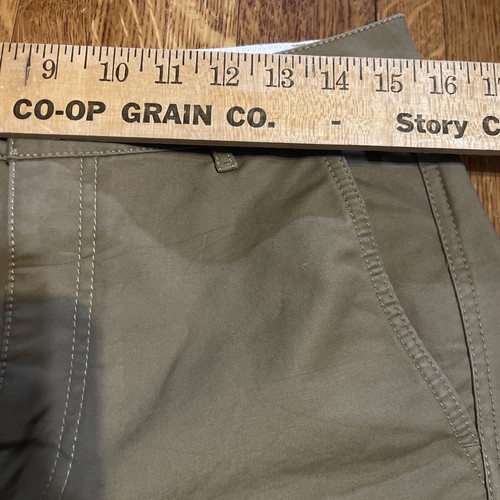 9 10 11 12 13 14 15 16
CO-OP GRAIN CO. - Story